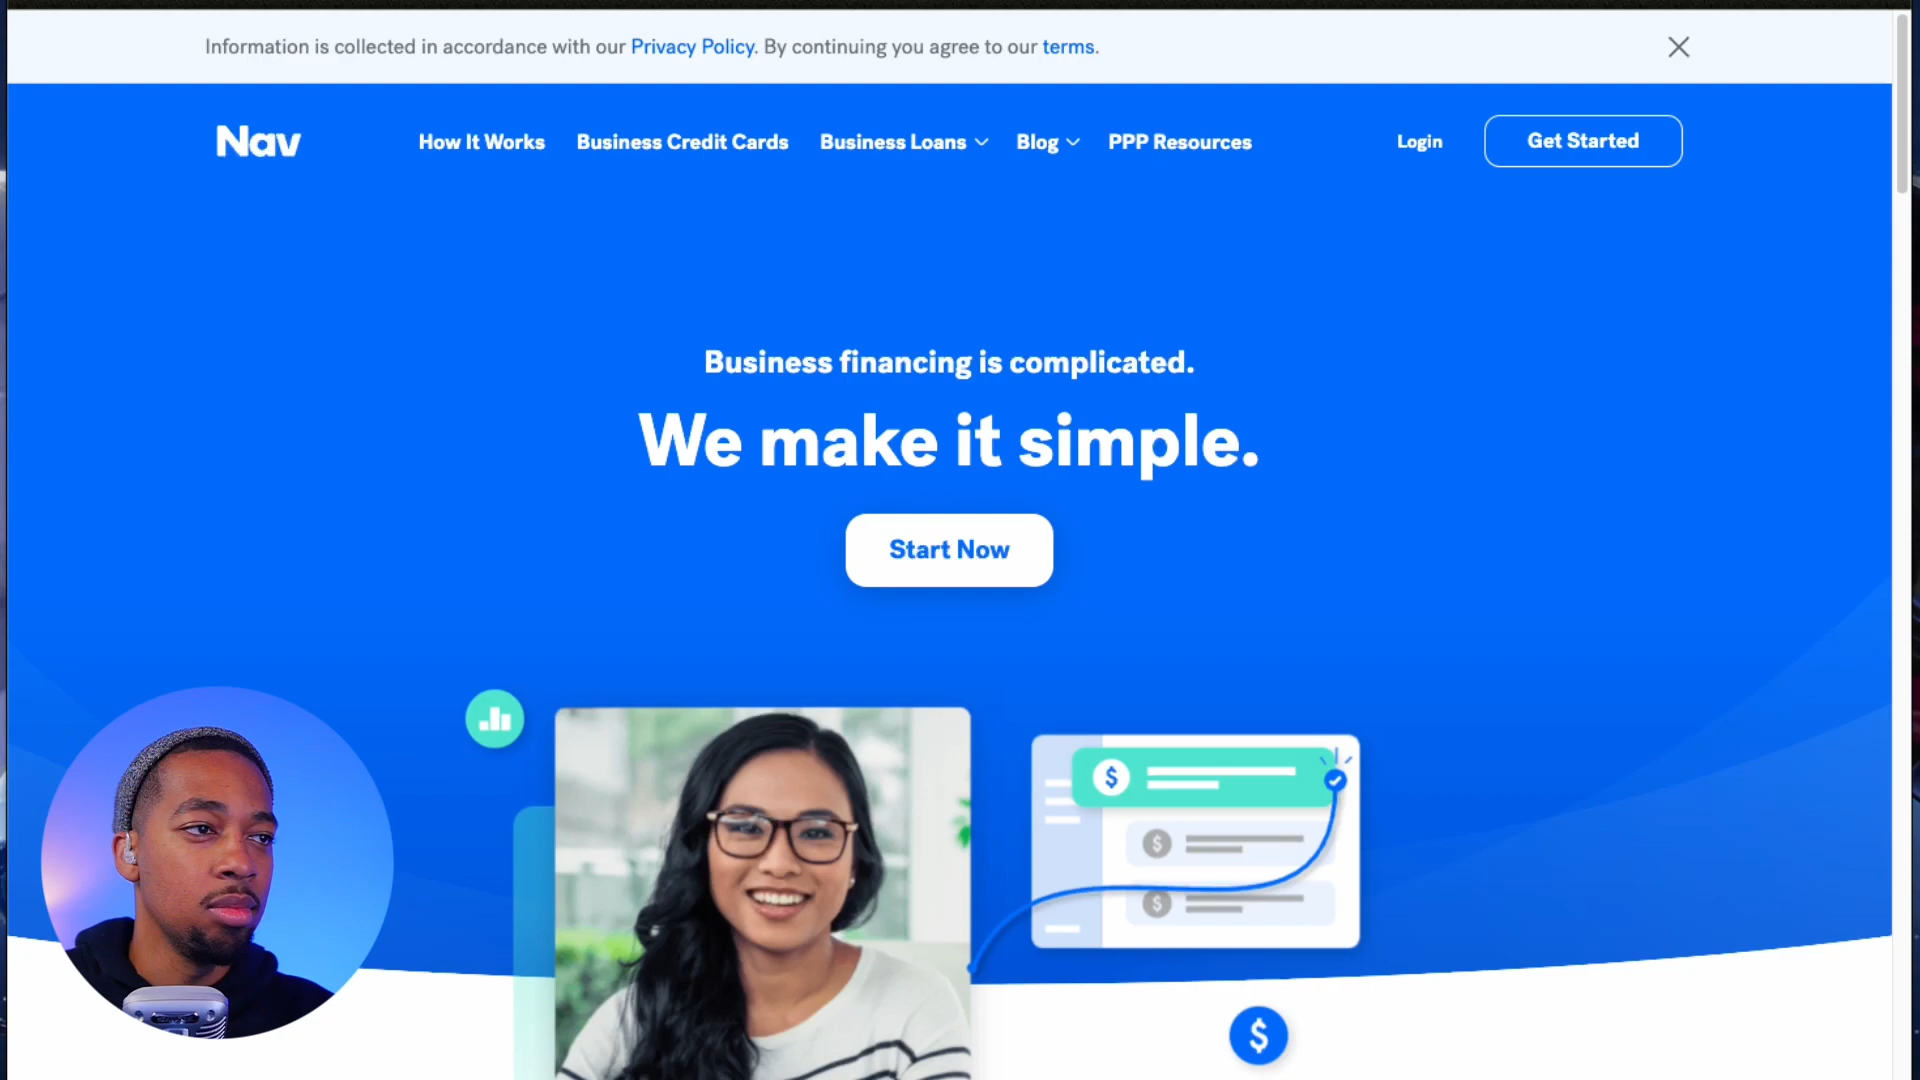 Information is collected in accordance with our Privacy Policy. By continuing you agree to our terms.
Nav
How It Works
Business Credit Cards
Business Loans
Blog
PPP Resources
Login
Get Started
Business financing is complicated.
We make it simple.
Start Now
$
$
$
$